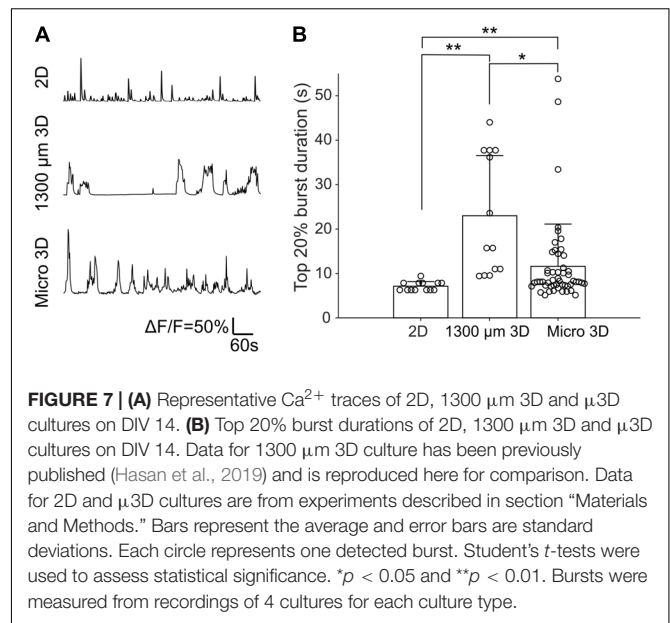 A
B
2D
1300 μm 3D
Micro 3D
ΔF/F=50%
60s
**
**
*
Top 20% burst duration (s)
50
40
30
20
10
0
2D 1300 μm 3D Micro 3D
FIGURE 7 | (A) Representative Ca2+ traces of 2D, 1300 μm 3D and μ3D
cultures on DIV 14. (B) Top 20% burst durations of 2D, 1300 μm 3D and μ3D
cultures on DIV 14. Data for 1300 μm 3D culture has been previously
published (Hasan et al., 2019) and is reproduced here for comparison. Data
for 2D and μ3D cultures are from experiments described in section “Materials
and Methods.” Bars represent the average and error bars are standard
deviations. Each circle represents one detected burst. Student’s t-tests were
used to assess statistical significance. *p < 0.05 and **p < 0.01. Bursts were
measured from recordings of 4 cultures for each culture type.